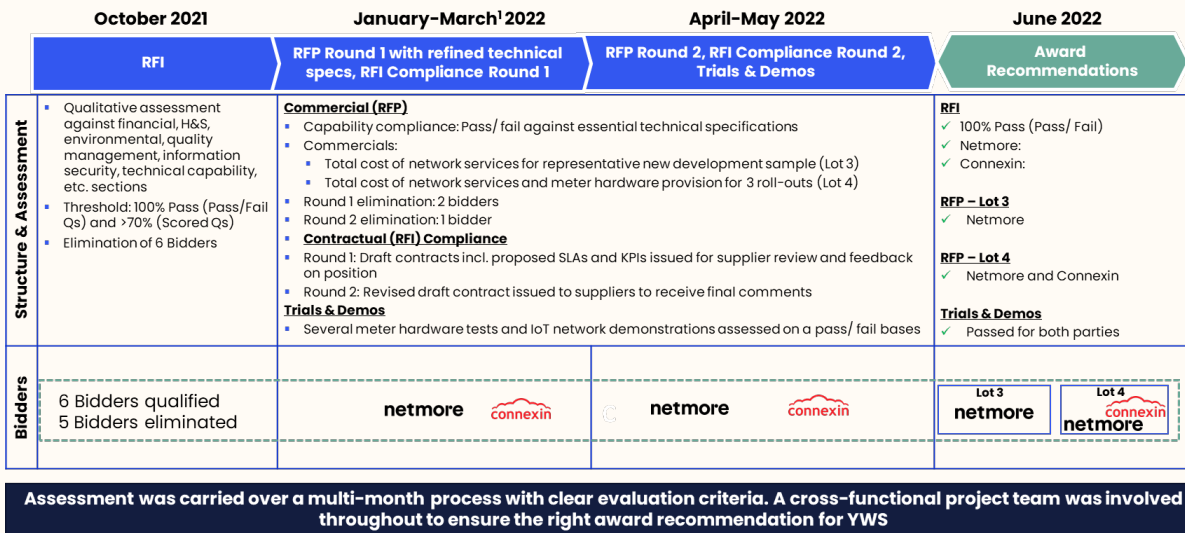 October 2021
January-March¹ 2022
April-May 2022
June 2022
RFI
RFP Round 1 with refined technical
specs, RFI Compliance Round 1
RFP Round 2, RFI Compliance Round 2,
Trials & Demos
Award
Recommendations
Structure & Assessment
Qualitative assessment
against financial, H&S,
environmental, quality
management, information
security, technical capability,
etc. sections
Threshold: 100% Pass (Pass/Fail
Qs) and >70% (Scored Qs)
Elimination of 6 Bidders
Commercial (RFP)
Capability compliance: Pass/ fail against essential technical specifications
Commercials:
Total cost of network services for representative new development sample (Lot 3)
Total cost of network services and meter hardware provision for 3 roll-outs (Lot 4)
Round 1 elimination: 2 bidders
Round 2 elimination: 1 bidder
Contractual (RFI) Compliance
Round 1: Draft contracts incl. proposed SLAs and KPIs issued for supplier review and feedback
on position
Round 2: Revised draft contract issued to suppliers to receive final comments
Trials & Demos
Several meter hardware tests and IoT network demonstrations assessed on a pass/ fail bases
RFI
✓ 100% Pass (Pass/ Fail)
✓ Netmore:
✓ Connexin:
RFP – Lot 3
✓ Netmore
RFP – Lot 4
✓ Netmore and Connexin
Trials & Demos
✓ Passed for both parties
Bidders
6 Bidders qualified
5 Bidders eliminated
netmore
connexin
C
netmore
connexin
Lot 3
netmore
Lot 4
connexin
netmore
Assessment was carried over a multi-month process with clear evaluation criteria. A cross-functional project team was involved
throughout to ensure the right award recommendation for YWS